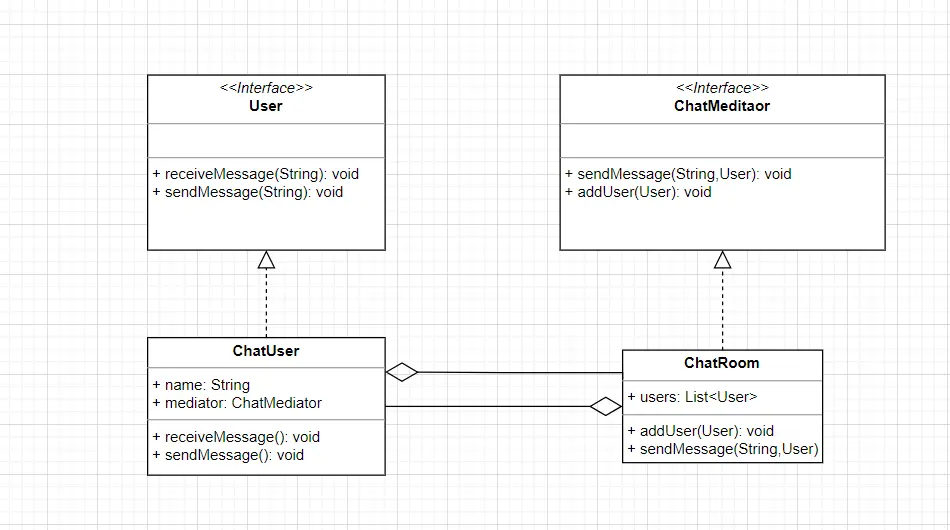 <<Interface>>
User
+ receiveMessage(String): void
+ sendMessage(String): void
<<Interface>>
ChatMeditaor
+ sendMessage(String,User): void
+ addUser(User): void
ChatUser
+ name: String
+ mediator: ChatMediator
+ receiveMessage(): void
+ sendMessage(): void
ChatRoom
+ users: List<User>
+ addUser(User): void
+ sendMessage(String,User)